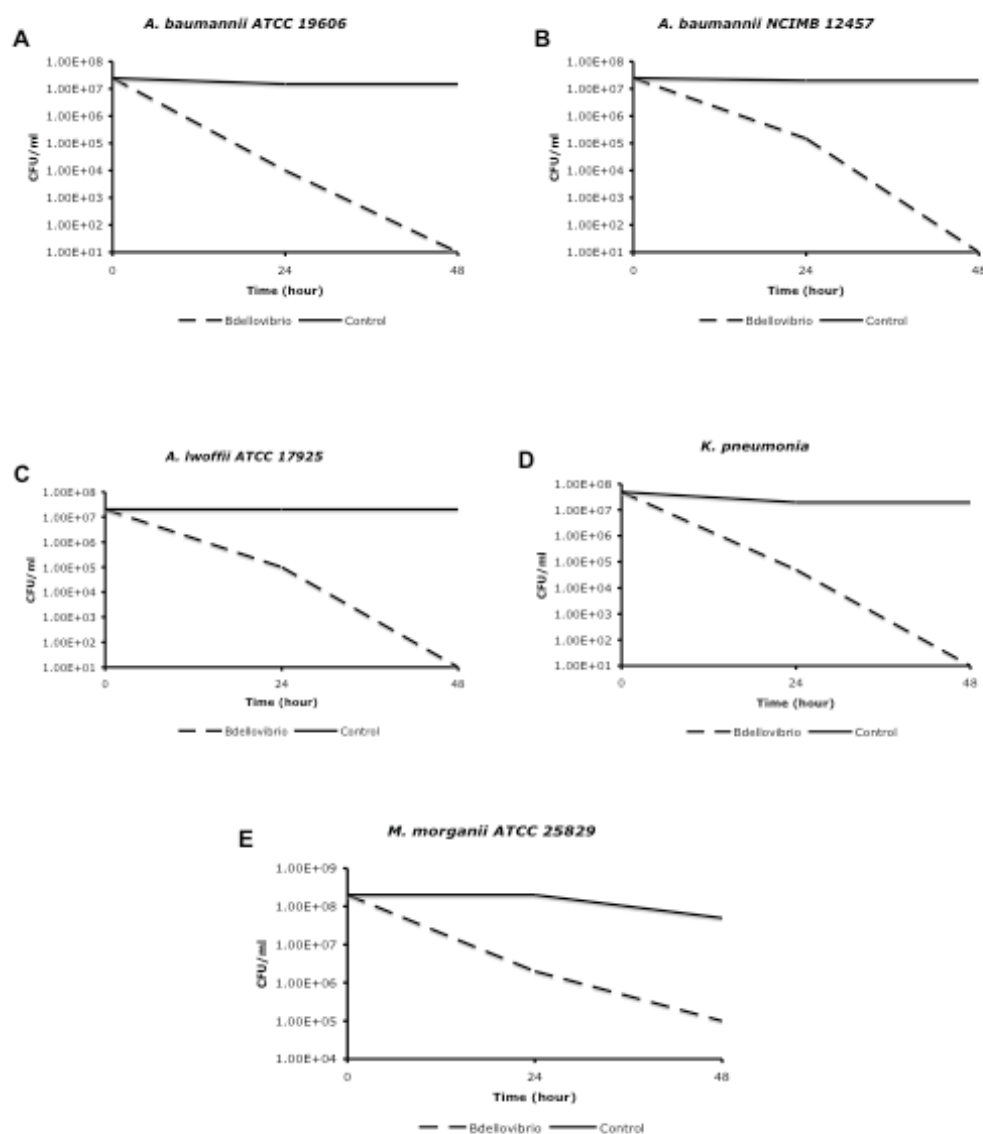 A
A. baumannii ATCC 19606
1.00E+08
1.00E+07
1.00E+06
1.00E+05
1.00E+04
1.00E+03
1.00E+02
1.00E+01
CFU/ml
0 24 48
Time (hour)
Bdellovibrio Control
B
A. baumannii NCIMB 12457
1.00E+08
1.00E+07
1.00E+06
1.00E+05
1.00E+04
1.00E+03
1.00E+02
1.00E+01
CFU/ml
0 24 48
Time (hour)
Bdellovibrio Control
C
A. lwoffii ATCC 17925
1.00E+08
1.00E+07
1.00E+06
1.00E+05
1.00E+04
1.00E+03
1.00E+02
1.00E+01
CFU/ml
0 24 48
Time (hour)
Bdellovibrio Control
D
K. pneumonia
1.00E+08
1.00E+07
1.00E+06
1.00E+05
1.00E+04
1.00E+03
1.00E+02
1.00E+01
CFU/ml
0 24 48
Time (hour)
Bdellovibrio Control
E
M. morganii ATCC 25829
1.00E+09
1.00E+08
1.00E+07
1.00E+06
1.00E+05
1.00E+04
CFU/ml
0 24 48
Time (hour)
Bdellovibrio Control